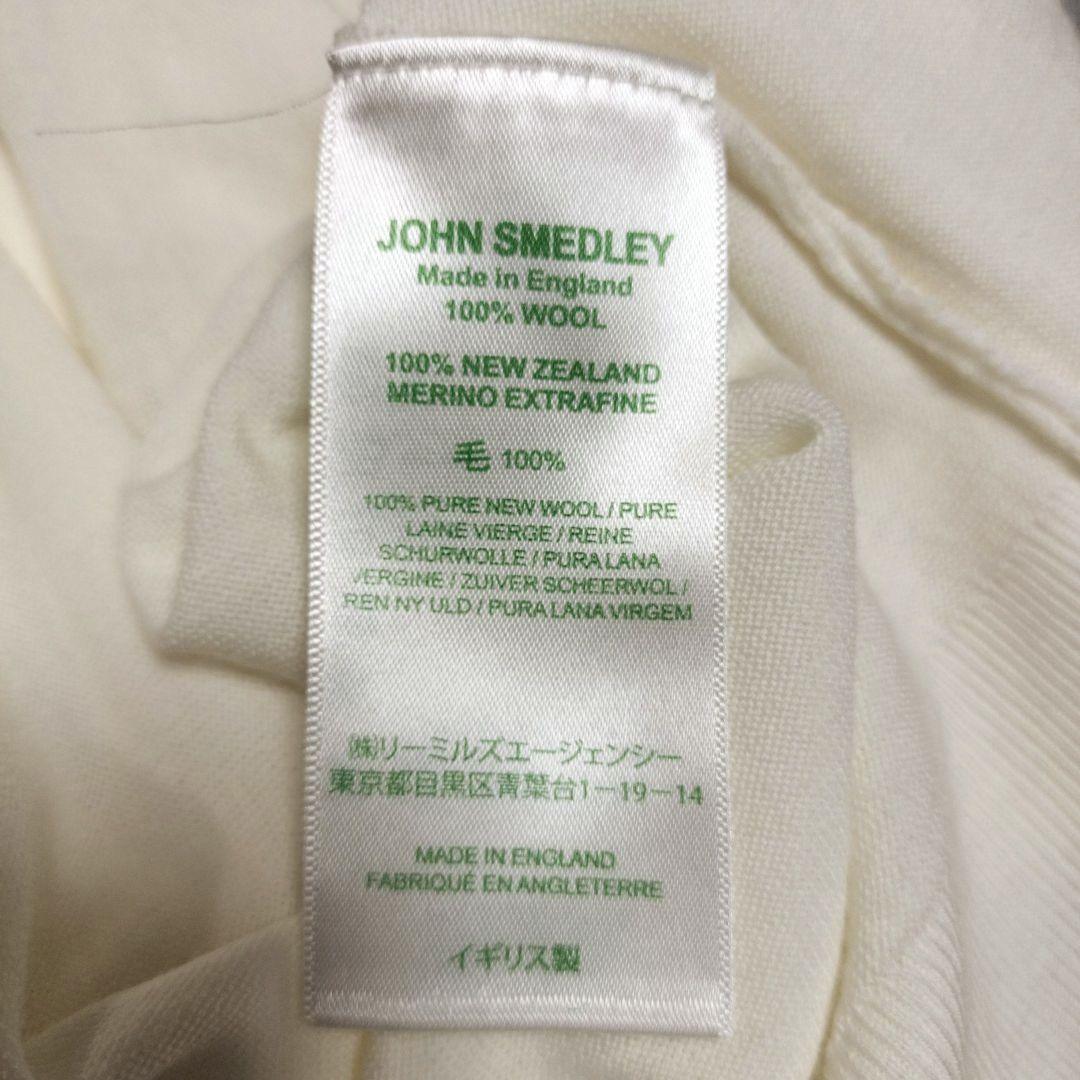 JOHN SMEDLEY
Made in England
100% WOOL
100% NEW ZEALAND
MERINO EXTRAFINE
毛 100%
100% PURE NEW WOOL / PURE
LAINE VIERGE / REINE
SCHURWOLLE / PURA LANA
VERGINE / ZUIVER SCHEERWOL /
REN NY ULD / PURA LANA VIRGEM
㈱リーミルズエージェンシー
東京都目黒区青葉台1-19-14
MADE IN ENGLAND
FABRIQUÉ EN ANGLETERRE
イギリス製